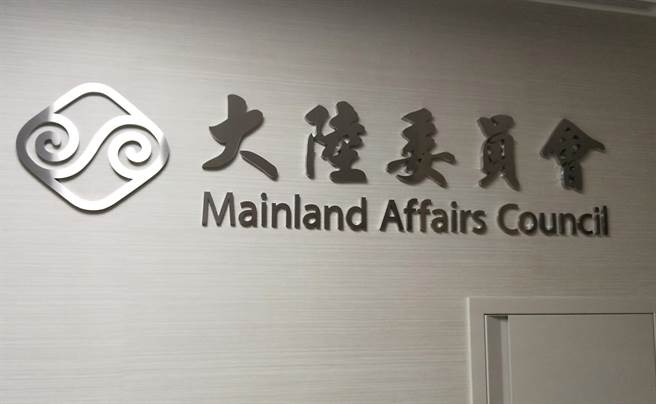 大陸委員會
Mainland Affairs Council